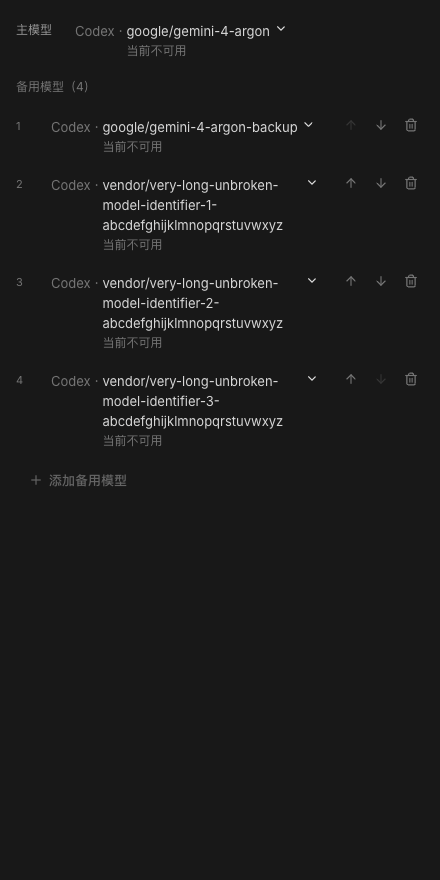 主模型 Codex · google/gemini-4-argon
当前不可用
备用模型 (4)
1 Codex · google/gemini-4-argon-backup
当前不可用
2 Codex · vendor/very-long-unbroken-
model-identifier-1-
abcdefghijklmnopqrstuvwxyz
当前不可用
3 Codex · vendor/very-long-unbroken-
model-identifier-2-
abcdefghijklmnopqrstuvwxyz
当前不可用
4 Codex · vendor/very-long-unbroken-
model-identifier-3-
abcdefghijklmnopqrstuvwxyz
当前不可用
+ 添加备用模型